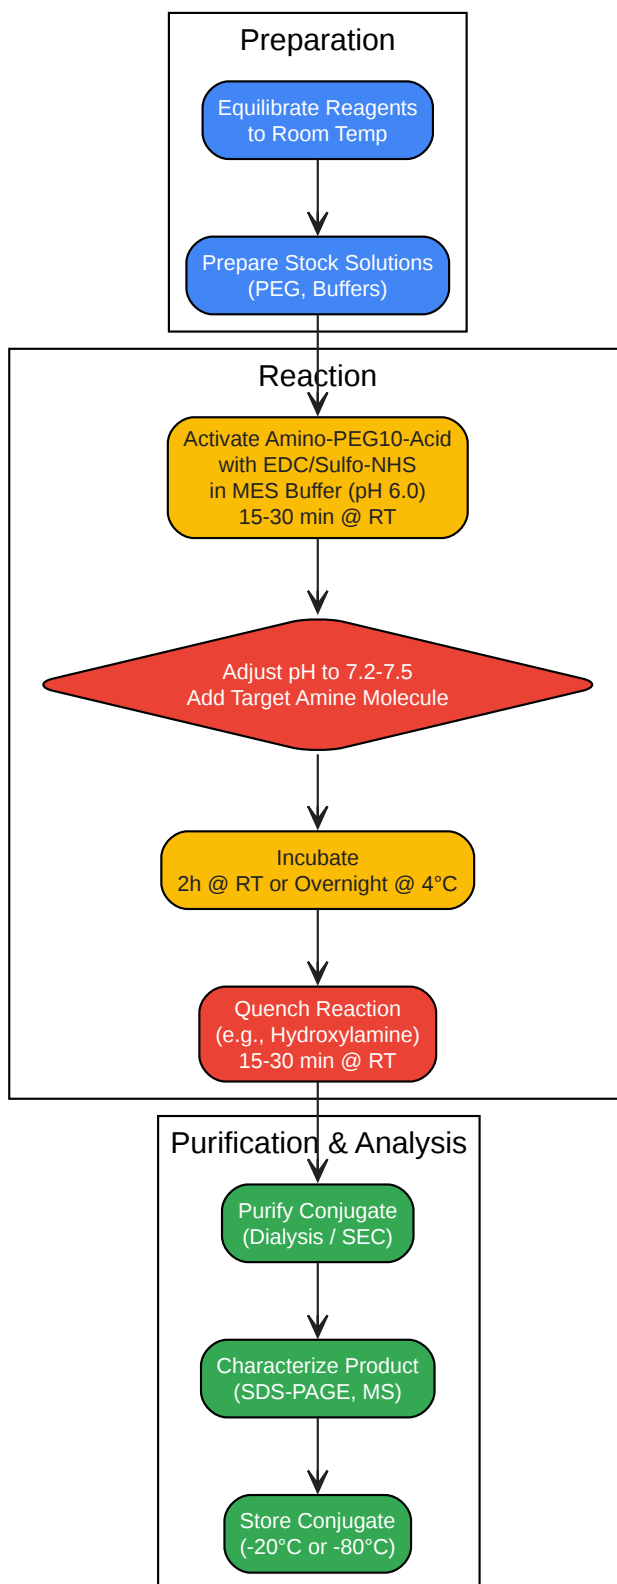 Preparation
Equilibrate Reagents
to Room Temp
Prepare Stock Solutions
(PEG, Buffers)
Reaction
Activate Amino-PEG10-Acid
with EDC/Sulfo-NHS
in MES Buffer (pH 6.0)
15-30 min @ RT
Adjust pH to 7.2-7.5
Add Target Amine Molecule
Incubate
2h @ RT or Overnight @ 4°C
Quench Reaction
(e.g., Hydroxylamine)
15-30 min @ RT
Purification & Analysis
Purify Conjugate
(Dialysis / SEC)
Characterize Product
(SDS-PAGE, MS)
Store Conjugate
(-20°C or -80°C)